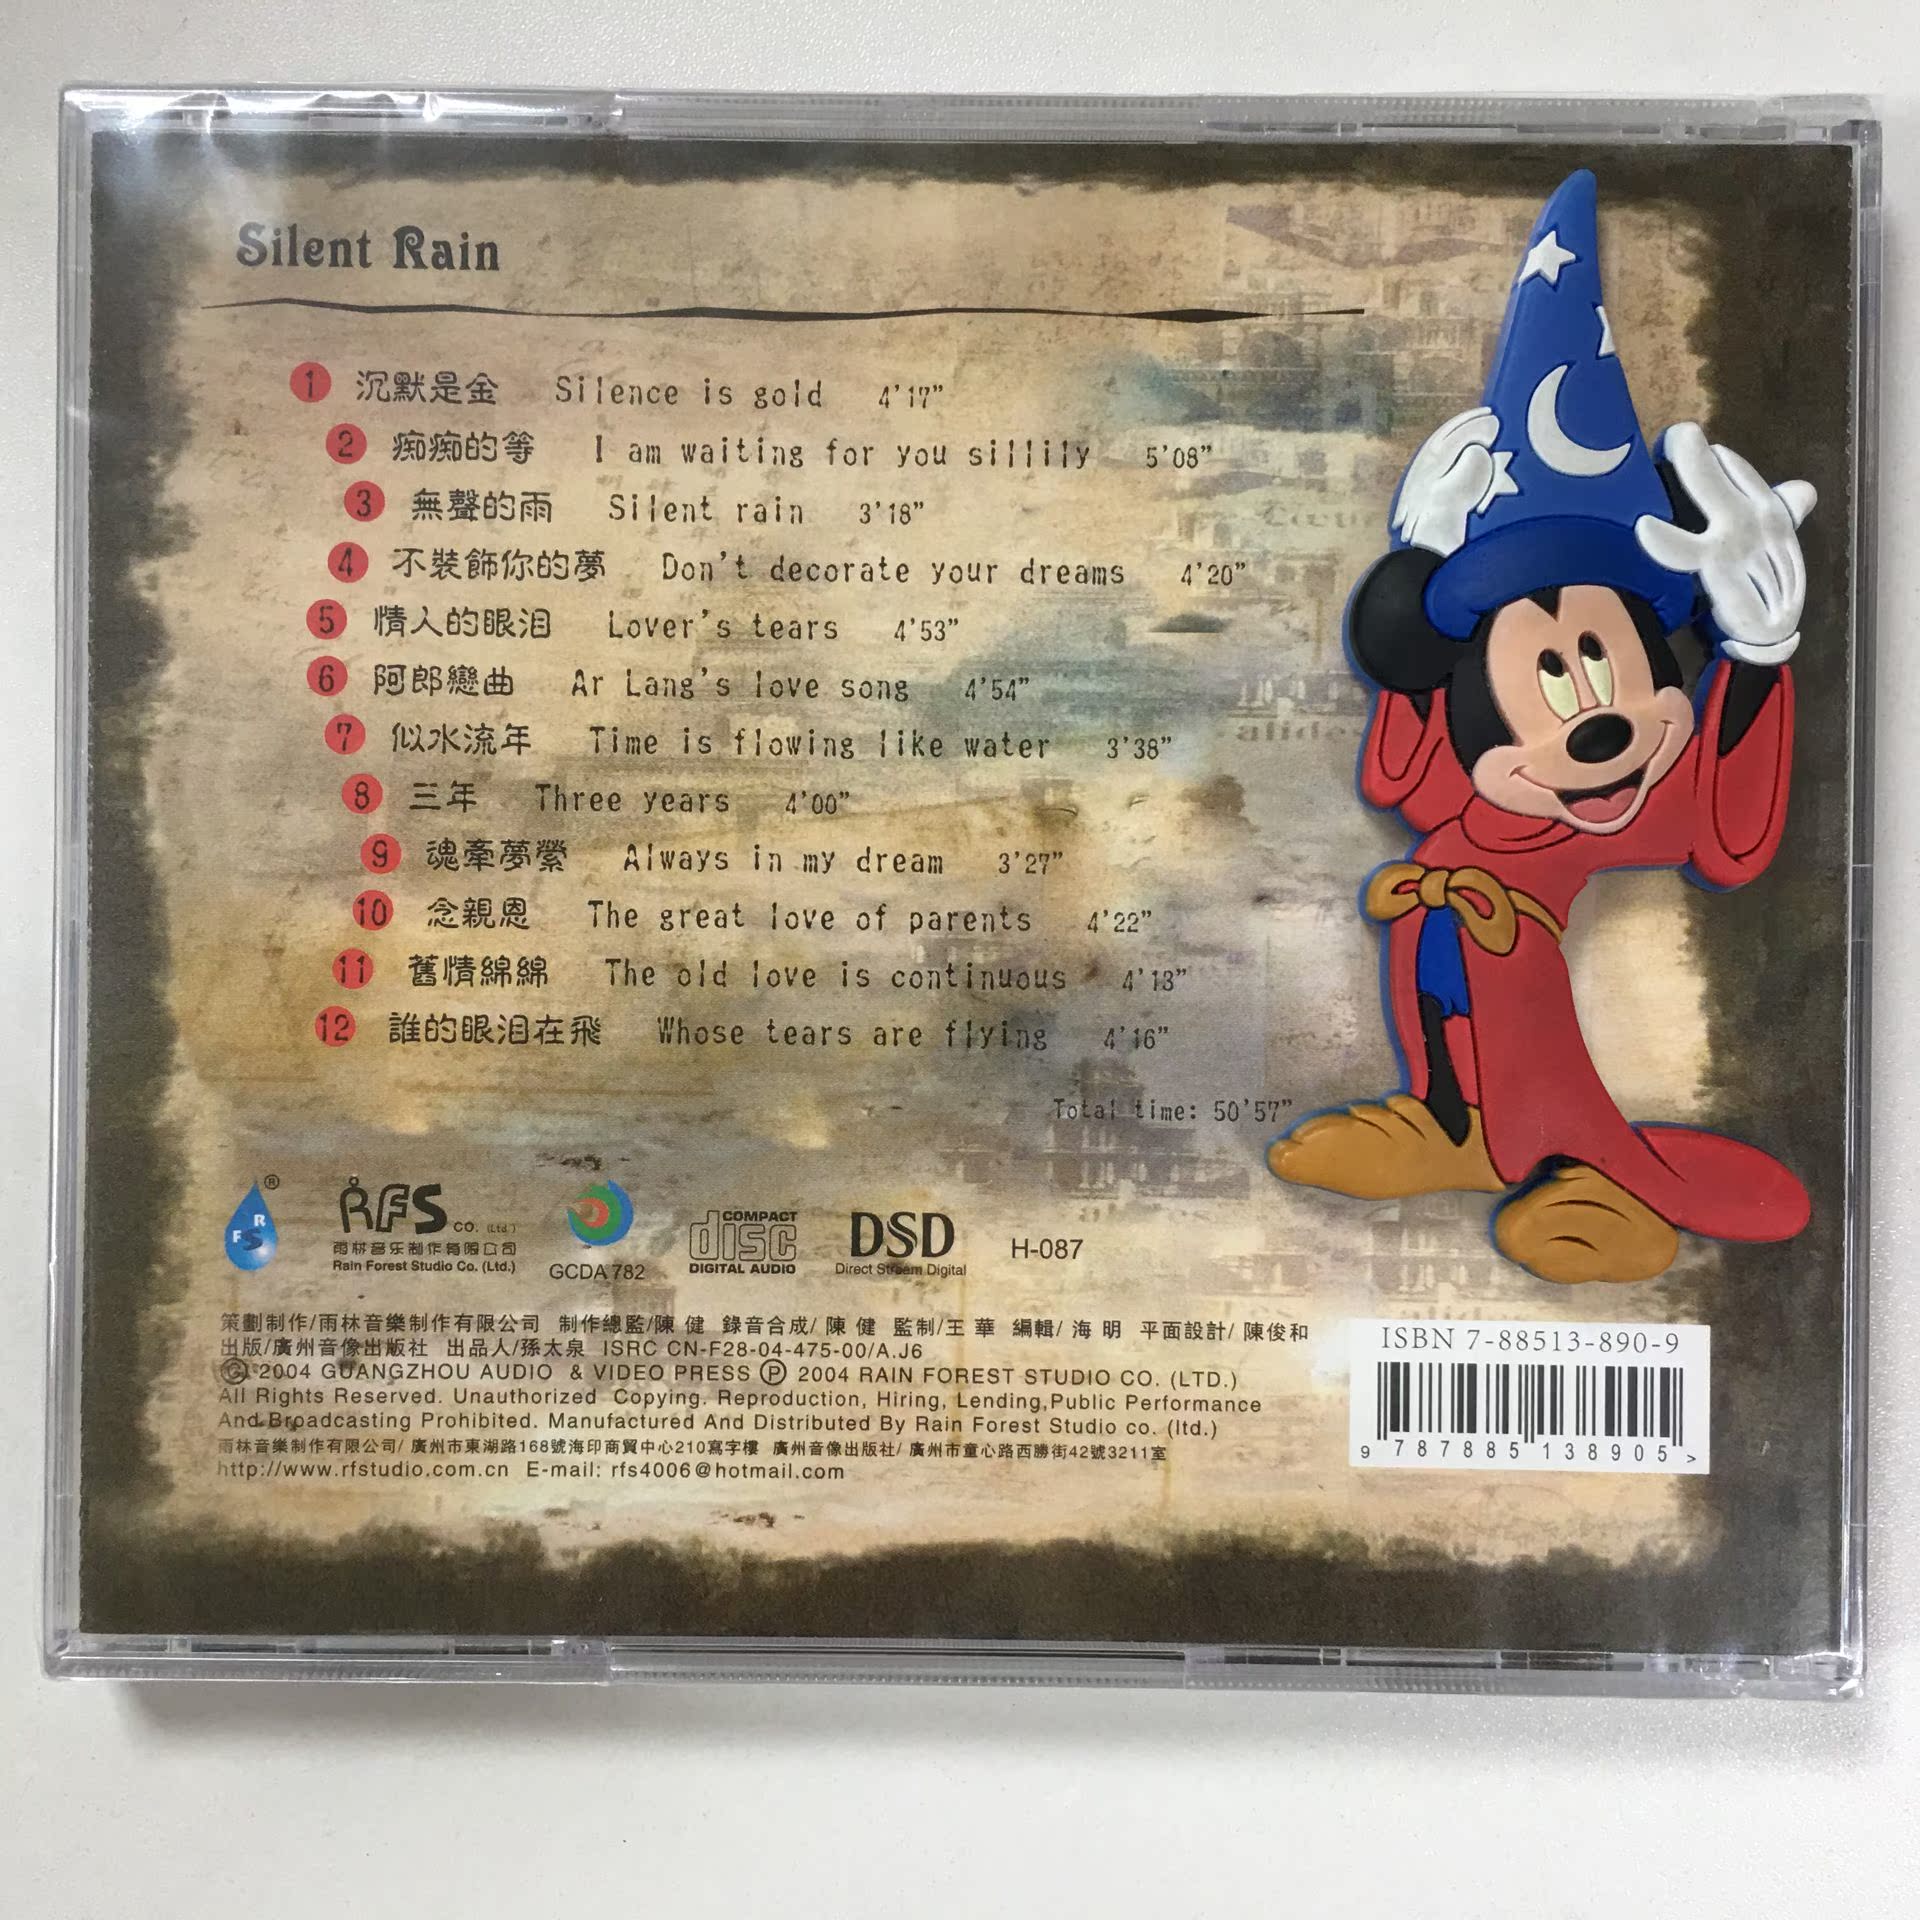 Silent Rain
1 沉默是金 Silence is gold 4'17"
2 痴痴的等 I am waiting for you sillily 5'08"
3 無聲的雨 Silent rain 3'18"
4 不裝飾你的夢 Don't decorate your dreams 4'20"
5 情人的眼泪 Lover's tears 4'53"
6 阿郎戀曲 Ar Lang's love song 4'54"
7 似水流年 Time is flowing like water 3'38"
8 三年 Three years 4'00"
9 魂牽夢縈 Always in my dream 3'27"
10 念親恩 The great love of parents 4'22"
11 舊情綿綿 The old love is continuous 4'13"
12 誰的眼泪在飛 Whose tears are flying 4'16"
Total time: 50'57"
RFS ®
RFS CO. (Ltd.)
雨林音乐制作有限公司
Rain Forest Studio Co. (Ltd.)
GCDA 782
COMPACT disc DIGITAL AUDIO
DSD
Direct Stream Digital
H-087
策劃制作/雨林音樂制作有限公司 制作總監/陳 健 錄音合成/ 陳 健 監制/王 華 編輯/ 海 明 平面設計/ 陳俊和
出版/廣州音像出版社 出品人/孫太泉 ISRC CN-F28-04-475-00/A.J6
Ⓒ 2004 GUANGZHOU AUDIO & VIDEO PRESS Ⓟ 2004 RAIN FOREST STUDIO CO. (LTD.)
All Rights Reserved. Unauthorized Copying. Reproduction, Hiring, Lending,Public Performance
And Broadcasting Prohibited. Manufactured And Distributed By Rain Forest Studio co. (ltd.)
雨林音樂制作有限公司/ 廣州市東湖路168號海印商貿中心210寫字樓 廣州音像出版社/ 廣州市童心路西勝街42號3211室
http://www.rfstudio.com.cn E-mail: rfs4006@hotmail.com
ISBN 7-88513-890-9
9 787885 138905 >